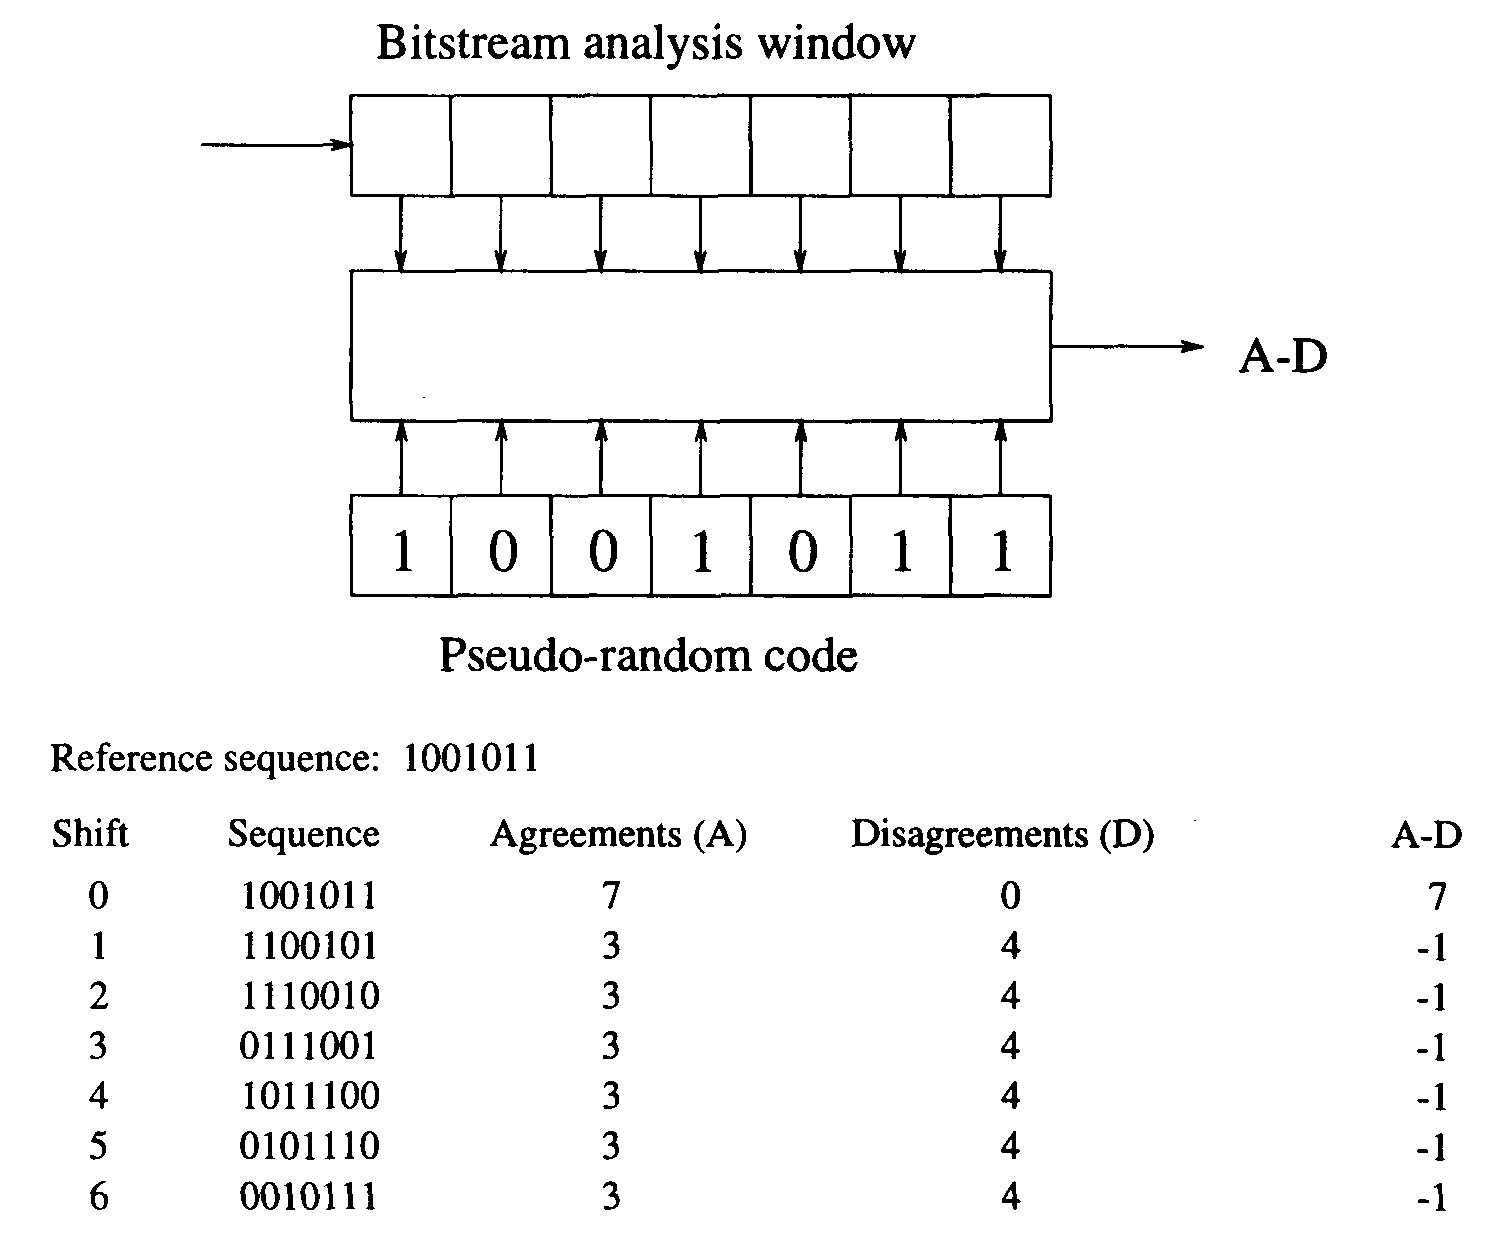 Bitstream analysis window
A-D
1 0 0 1 0 1 1
Pseudo-random code
Reference sequence: 1001011
Shift Sequence Agreements (A) Disagreements (D) A-D
0 1001011 7 0 7
1 1100101 3 4 -1
2 1110010 3 4 -1
3 0111001 3 4 -1
4 1011100 3 4 -1
5 0101110 3 4 -1
6 0010111 3 4 -1